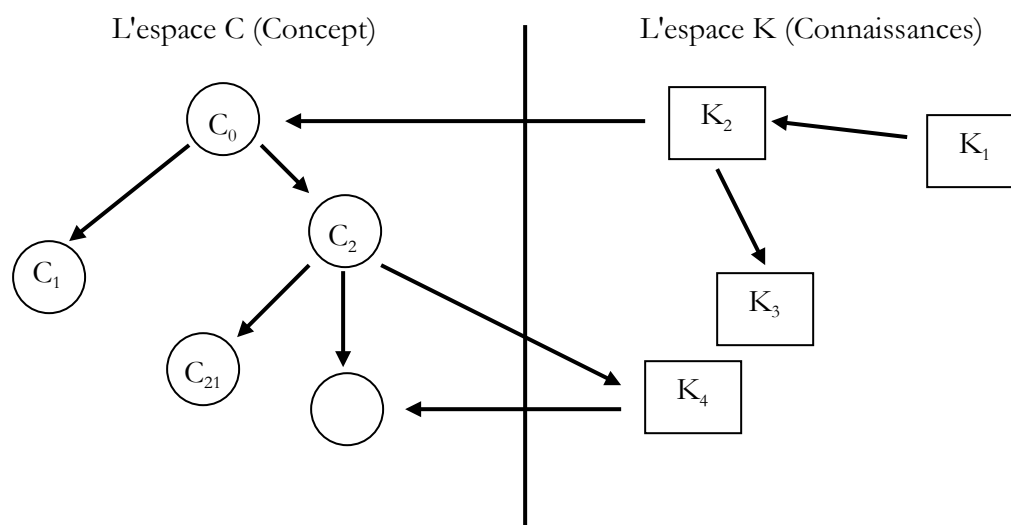 L'espace C (Concept)
L'espace K (Connaissances)
C₀
K₂
K₁
C₂
C₁
K₃
C₂₁
K₄